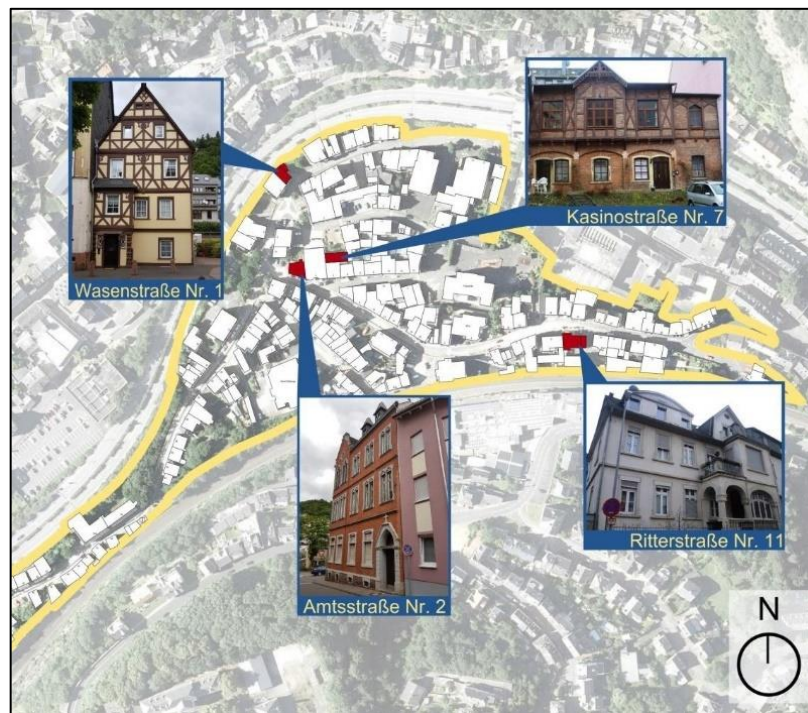 Kasinostraße Nr. 7
Wasenstraße Nr. 1
Ritterstraße Nr. 11
Amtsstraße Nr. 2
N